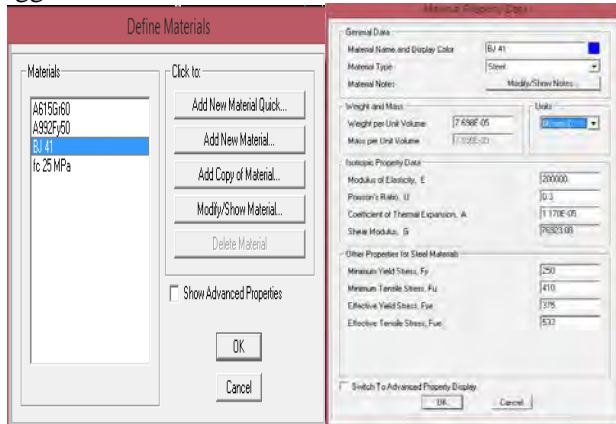 Define Materials
Materials
A615Gr60
A992Fy50
BJ 41
fc 25 MPa
Click to:
Add New Material Quick...
Add New Material...
Add Copy of Material...
Modify/Show Material...
Delete Material
Show Advanced Properties
OK
Cancel
Material Property Data
General Data
Material Name and Display Color BJ 41
Material Type Steel
Material Notes Modify/Show Notes...
Weight and Mass
Weight per Unit Volume 7.698E-05
Mass per Unit Volume
Units
Isotropic Property Data
Modulus of Elasticity, E 200000.
Poisson's Ratio, U 0.3
Coefficient of Thermal Expansion, A 1.170E-05
Shear Modulus, G 76923.08
Other Properties for Steel Materials
Minimum Yield Stress, Fy 250
Minimum Tensile Stress, Fu 410
Effective Yield Stress, Fye 375
Effective Tensile Stress, Fue
Switch To Advanced Property Display
OK Cancel